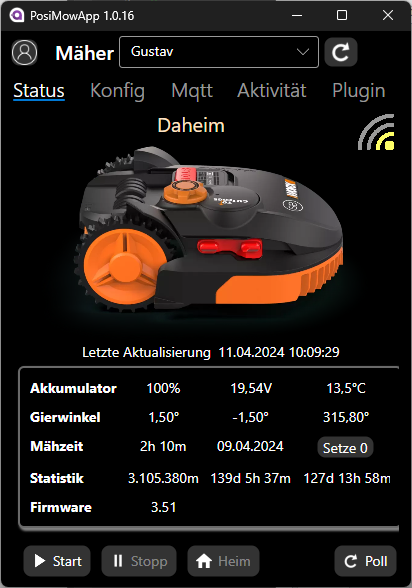 PosiMowApp 1.0.16
Mäher Gustav
Status Konfig Mqtt Aktivität Plugin
Daheim
Letzte Aktualisierung 11.04.2024 10:09:29
Akkumulator 100% 19,54V 13,5°C
Gierwinkel 1,50° -1,50° 315,80°
Mähzeit 2h 10m 09.04.2024 Setze 0
Statistik 3.105.380m 139d 5h 37m 127d 13h 58m
Firmware 3.51
Start Stopp Heim Poll